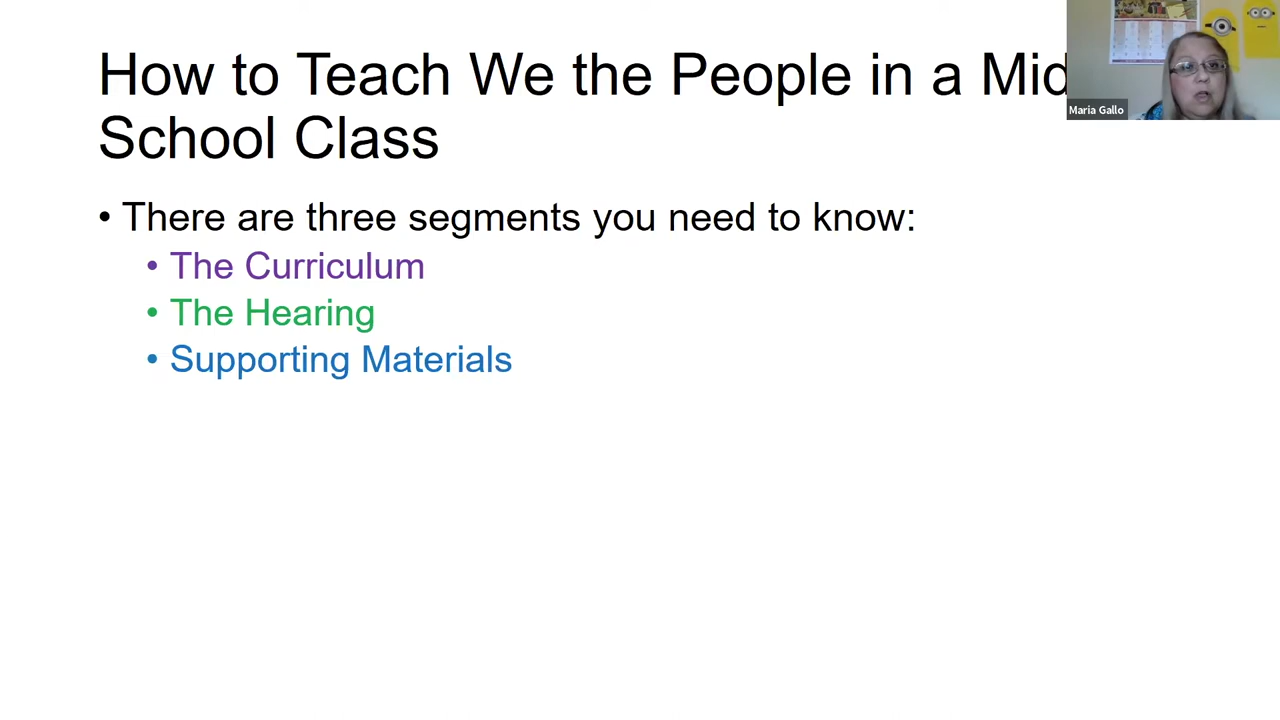 How to Teach We the People in a Mid
School Class
• There are three segments you need to know:
• The Curriculum
• The Hearing
• Supporting Materials
Maria Gallo